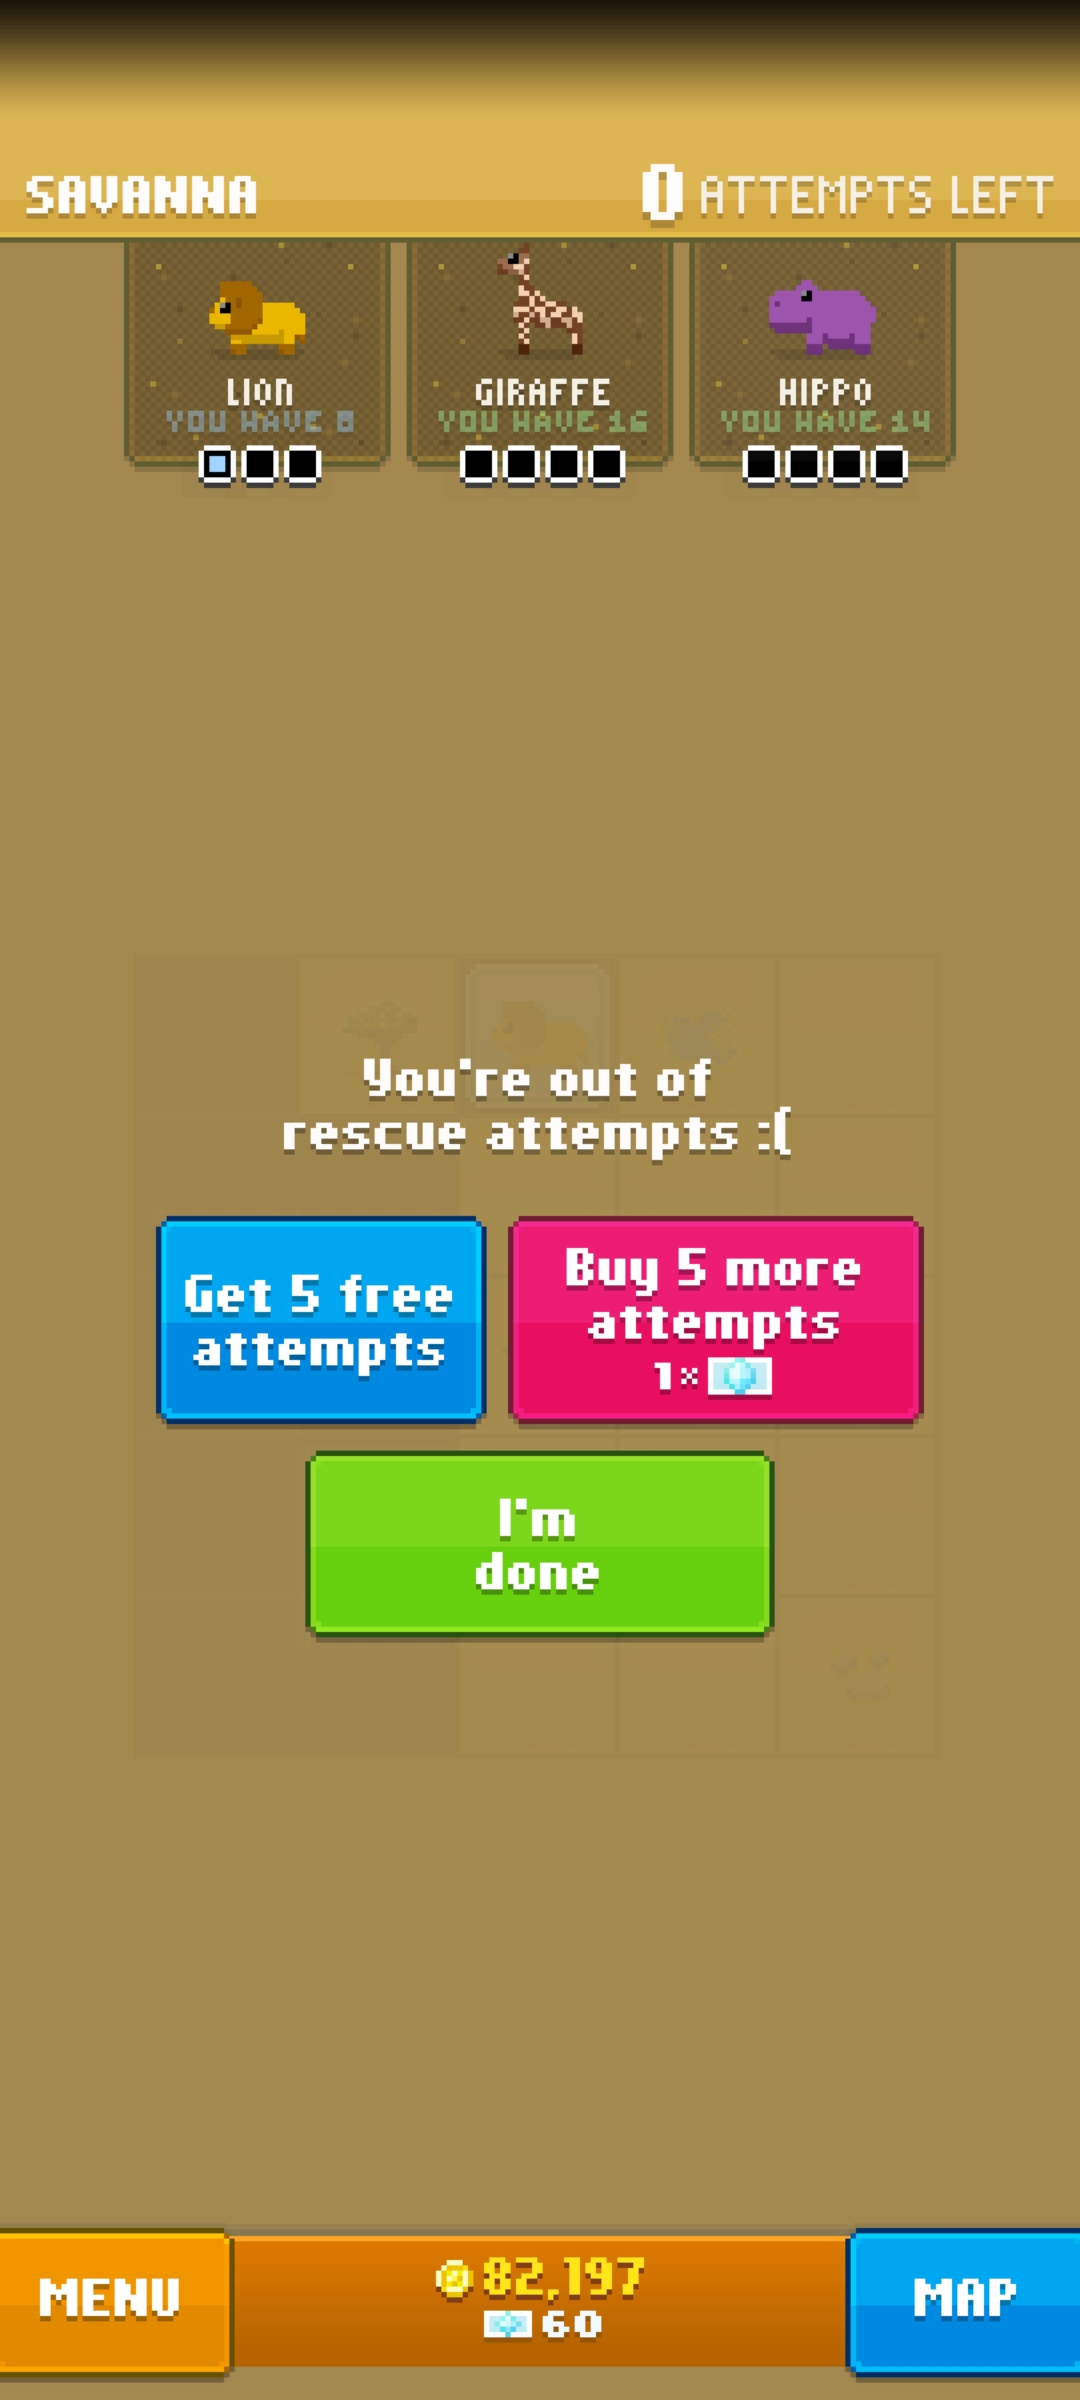 SAVANNA
0 ATTEMPTS LEFT
LION
YOU HAVE 8
GIRAFFE
YOU HAVE 16
HIPPO
YOU HAVE 14
You're out of
rescue attempts :(
Get 5 free
attempts
Buy 5 more
attempts
1×
I'm
done
MENU
82,197
60
MAP